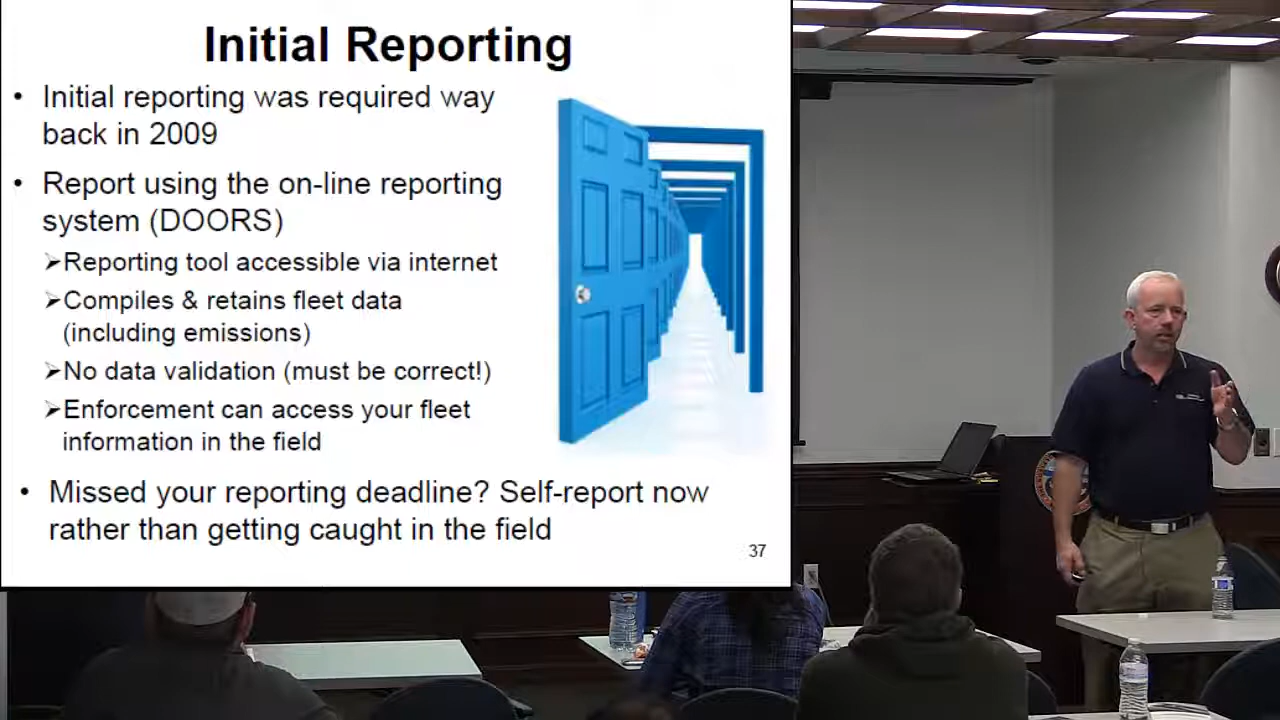 Initial Reporting
• Initial reporting was required way
back in 2009
• Report using the on-line reporting
system (DOORS)
➤Reporting tool accessible via internet
➤Compiles & retains fleet data
(including emissions)
➤No data validation (must be correct!)
➤Enforcement can access your fleet
information in the field
• Missed your reporting deadline? Self-report now
rather than getting caught in the field
37